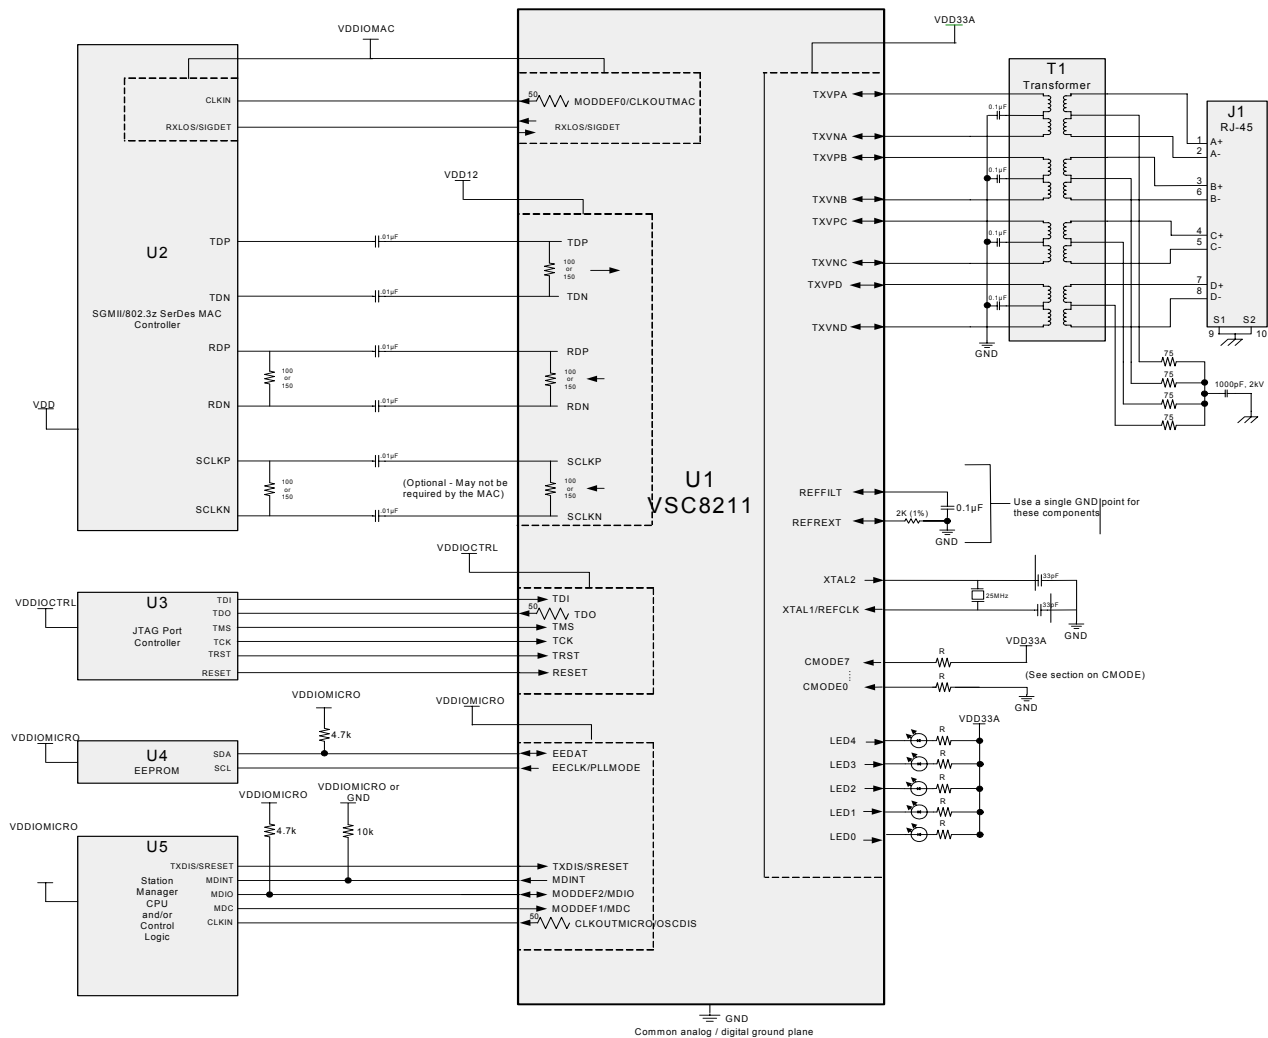 VDDIOMAC
VDD33A
CLKIN
50
MODDEF0/CLKOUTMAC
RXLOS/SIGDET
RXLOS/SIGDET
VDD12
U2
SGMII/802.3z SerDes MAC
Controller
TDP
.01µF
TDP
100
or
150
TDN
.01µF
TDN
RDP
.01µF
RDP
100
or
150
100
or
150
RDN
.01µF
RDN
VDD
SCLKP
.01µF
SCLKP
100
or
150
(Optional - May not be
required by the MAC)
100
or
150
SCLKN
.01µF
SCLKN
U1
VSC8211
VDDIOCTRL
VDDIOCTRL
U3
JTAG Port
Controller
TDI
TDO
TMS
TCK
TRST
RESET
TDI
50
TDO
TMS
TCK
TRST
RESET
VDDIOMICRO
VDDIOMICRO
4.7k
VDDIOMICRO
U4
EEPROM
SDA
SCL
EEDAT
EECLK/PLLMODE
VDDIOMICRO
VDDIOMICRO or
GND
4.7k
10k
VDDIOMICRO
U5
Station
Manager
CPU
and/or
Control
Logic
TXDIS/SRESET
MDINT
MDIO
MDC
CLKIN
TXDIS/SRESET
MDINT
MODDEF2/MDIO
MODDEF1/MDC
50
CLKOUTMICRO/OSCDIS
GND
Common analog / digital ground plane
TXVPA
TXVNA
TXVPB
TXVNB
TXVPC
TXVNC
TXVPD
TXVND
0.1µF
0.1µF
0.1µF
0.1µF
GND
T1
Transformer
J1
RJ-45
1 A+
2 A-
3 B+
6 B-
4 C+
5 C-
7 D+
8 D-
S1 S2
9 10
75
75
75
75
1000pF, 2kV
REFFILT
0.1µF
REFREXT
2K (1%)
GND
Use a single GND point for
these components
XTAL2
33pF
25MHz
XTAL1/REFCLK
33pF
GND
VDD33A
CMODE7
R
(See section on CMODE)
CMODE0
R
GND
VDD33A
LED4
R
LED3
R
LED2
R
LED1
R
LED0
R